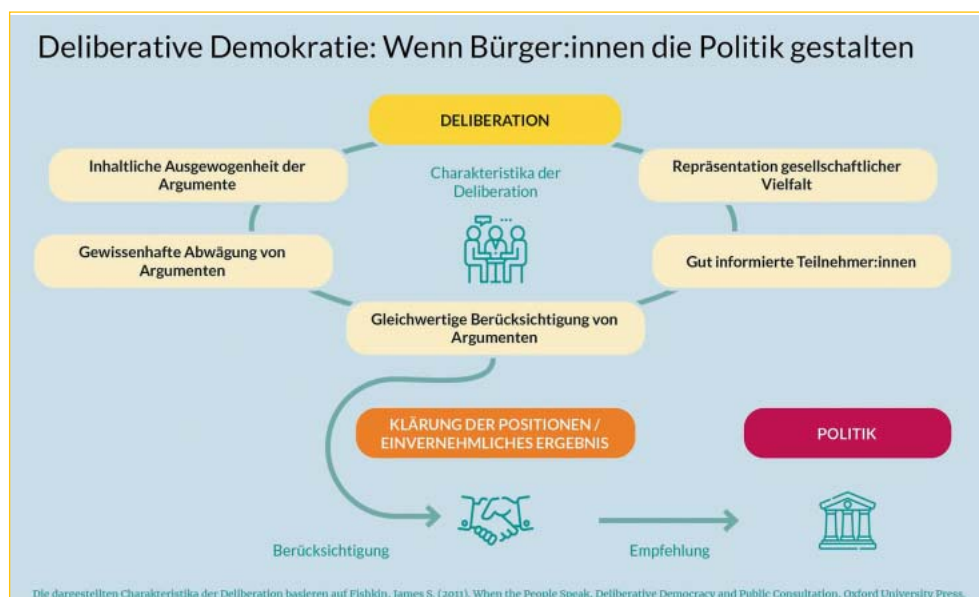 Deliberative Demokratie: Wenn Bürger:innen die Politik gestalten
DELIBERATION
Inhaltliche Ausgewogenheit der
Argumente
Charakteristika der
Deliberation
Repräsentation gesellschaftlicher
Vielfalt
Gewissenhafte Abwägung von
Argumenten
Gut informierte Teilnehmer:innen
Gleichwertige Berücksichtigung von
Argumenten
KLÄRUNG DER POSITIONEN /
EINVERNEHMLICHES ERGEBNIS
POLITIK
Berücksichtigung
Empfehlung
Die dargestellten Charakteristika der Deliberation basieren auf Fishkin, James S. (2011). When the People Speak. Deliberative Democracy and Public Consultation. Oxford University Press.